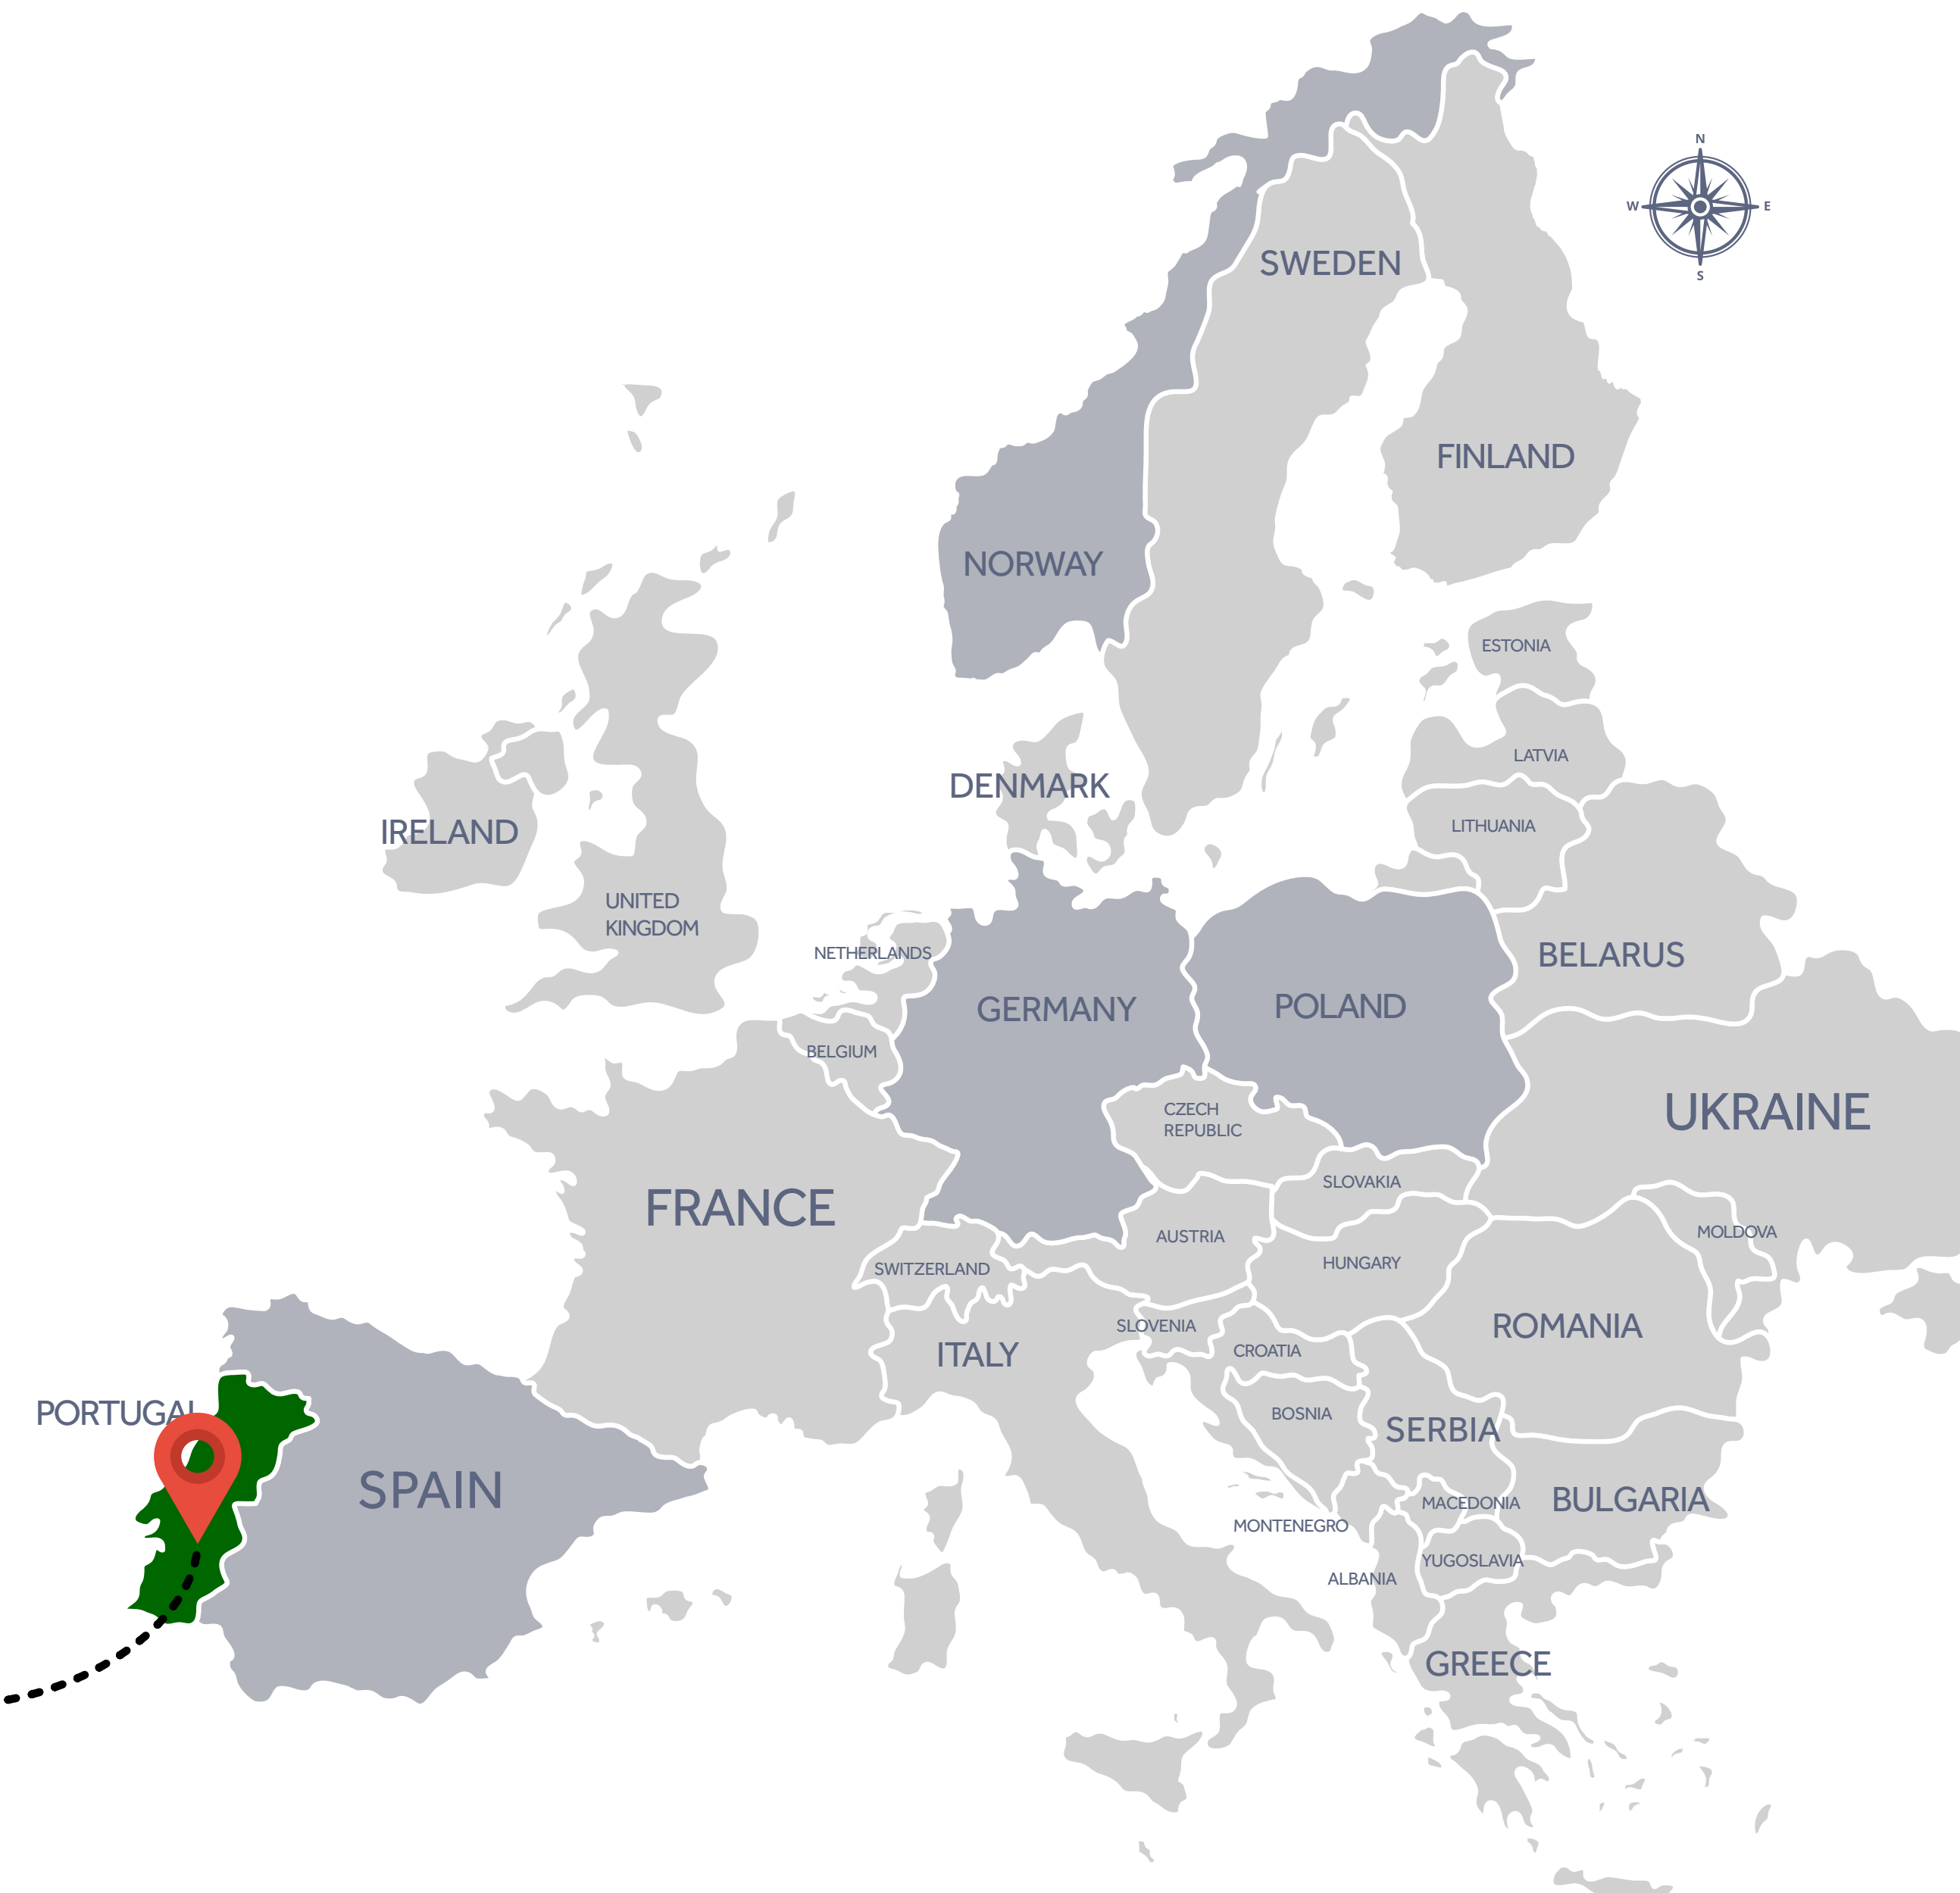 N
W
E
S
SWEDEN
FINLAND
NORWAY
ESTONIA
LATVIA
DENMARK
LITHUANIA
IRELAND
UNITED
KINGDOM
NETHERLANDS
BELARUS
GERMANY
POLAND
BELGIUM
CZECH
REPUBLIC
UKRAINE
SLOVAKIA
FRANCE
AUSTRIA
MOLDOVA
SWITZERLAND
HUNGARY
SLOVENIA
ROMANIA
ITALY
CROATIA
PORTUGAL
BOSNIA
SERBIA
SPAIN
MACEDONIA
BULGARIA
MONTENEGRO
YUGOSLAVIA
ALBANIA
GREECE